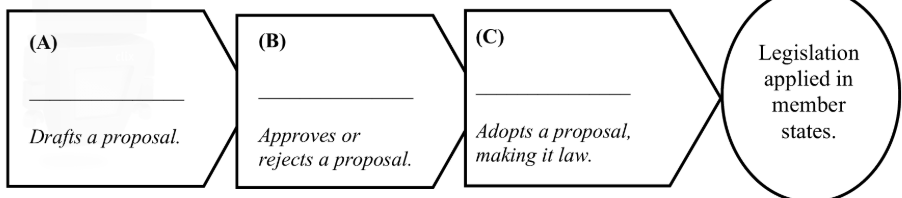 (A)
Drafts a proposal.
(B)
Approves or
rejects a proposal.
(C)
Adopts a proposal,
making it law.
Legislation
applied in
member
states.